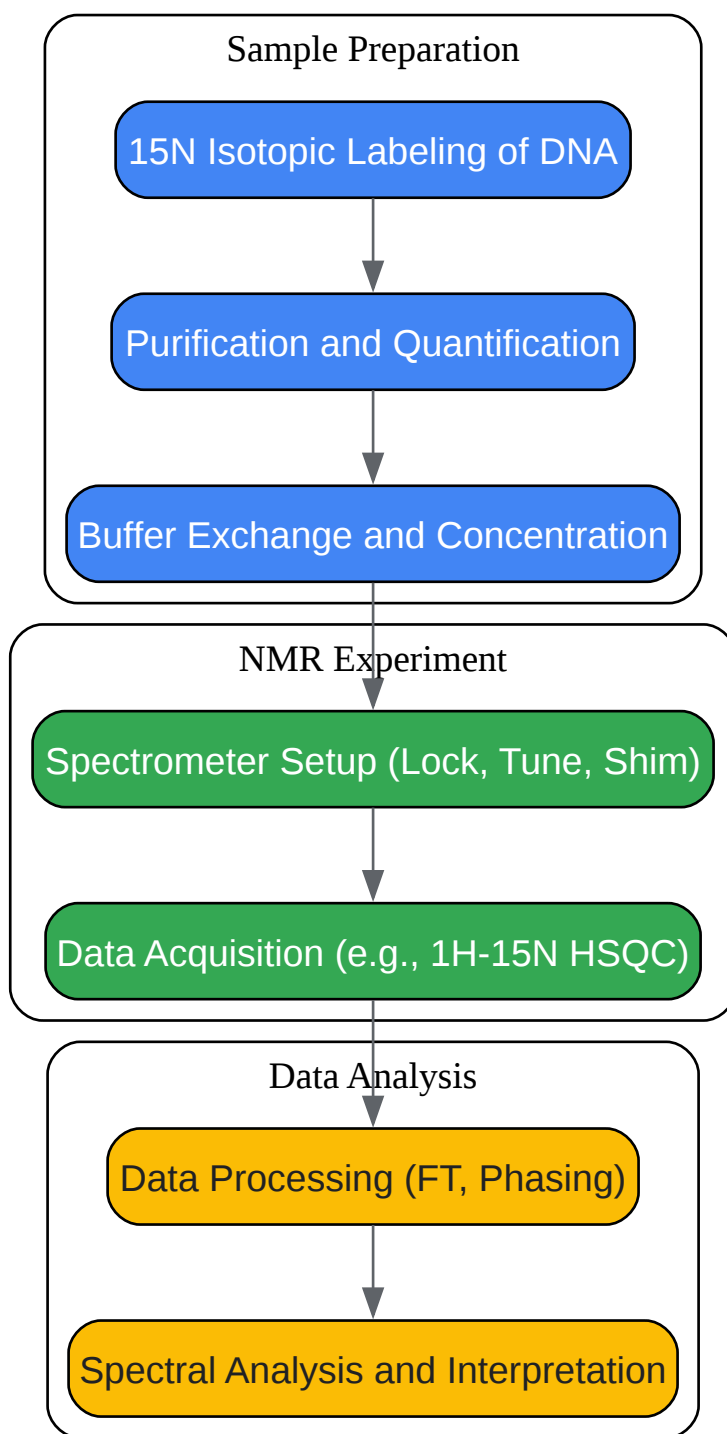 Sample Preparation
15N Isotopic Labeling of DNA
Purification and Quantification
Buffer Exchange and Concentration
NMR Experiment
Spectrometer Setup (Lock, Tune, Shim)
Data Acquisition (e.g., 1H-15N HSQC)
Data Analysis
Data Processing (FT, Phasing)
Spectral Analysis and Interpretation